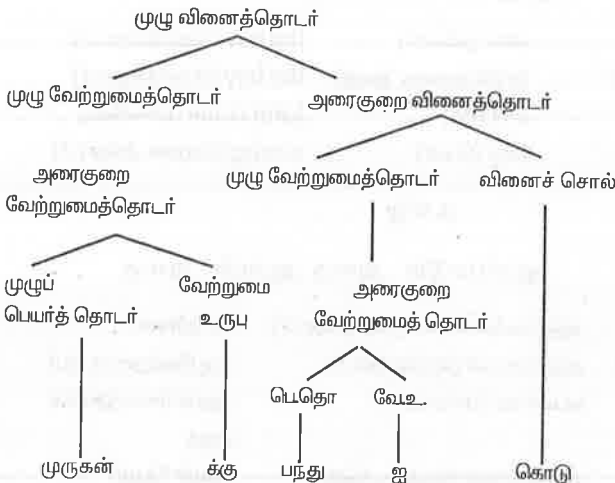 முழு வினைத்தொடர்
முழு வேற்றுமைத்தொடர் அரைகுறை வினைத்தொடர்
முழு வேற்றுமைத்தொடர் வினைச் சொல்
அரைகுறை
வேற்றுமைத்தொடர்
முழுப் வேற்றுமை அரைகுறை
பெயர்த் தொடர் உருபு வேற்றுமைத் தொடர்
பெ.தொ வே.உ.
முருகன் க்கு பந்து ஐ கொடு